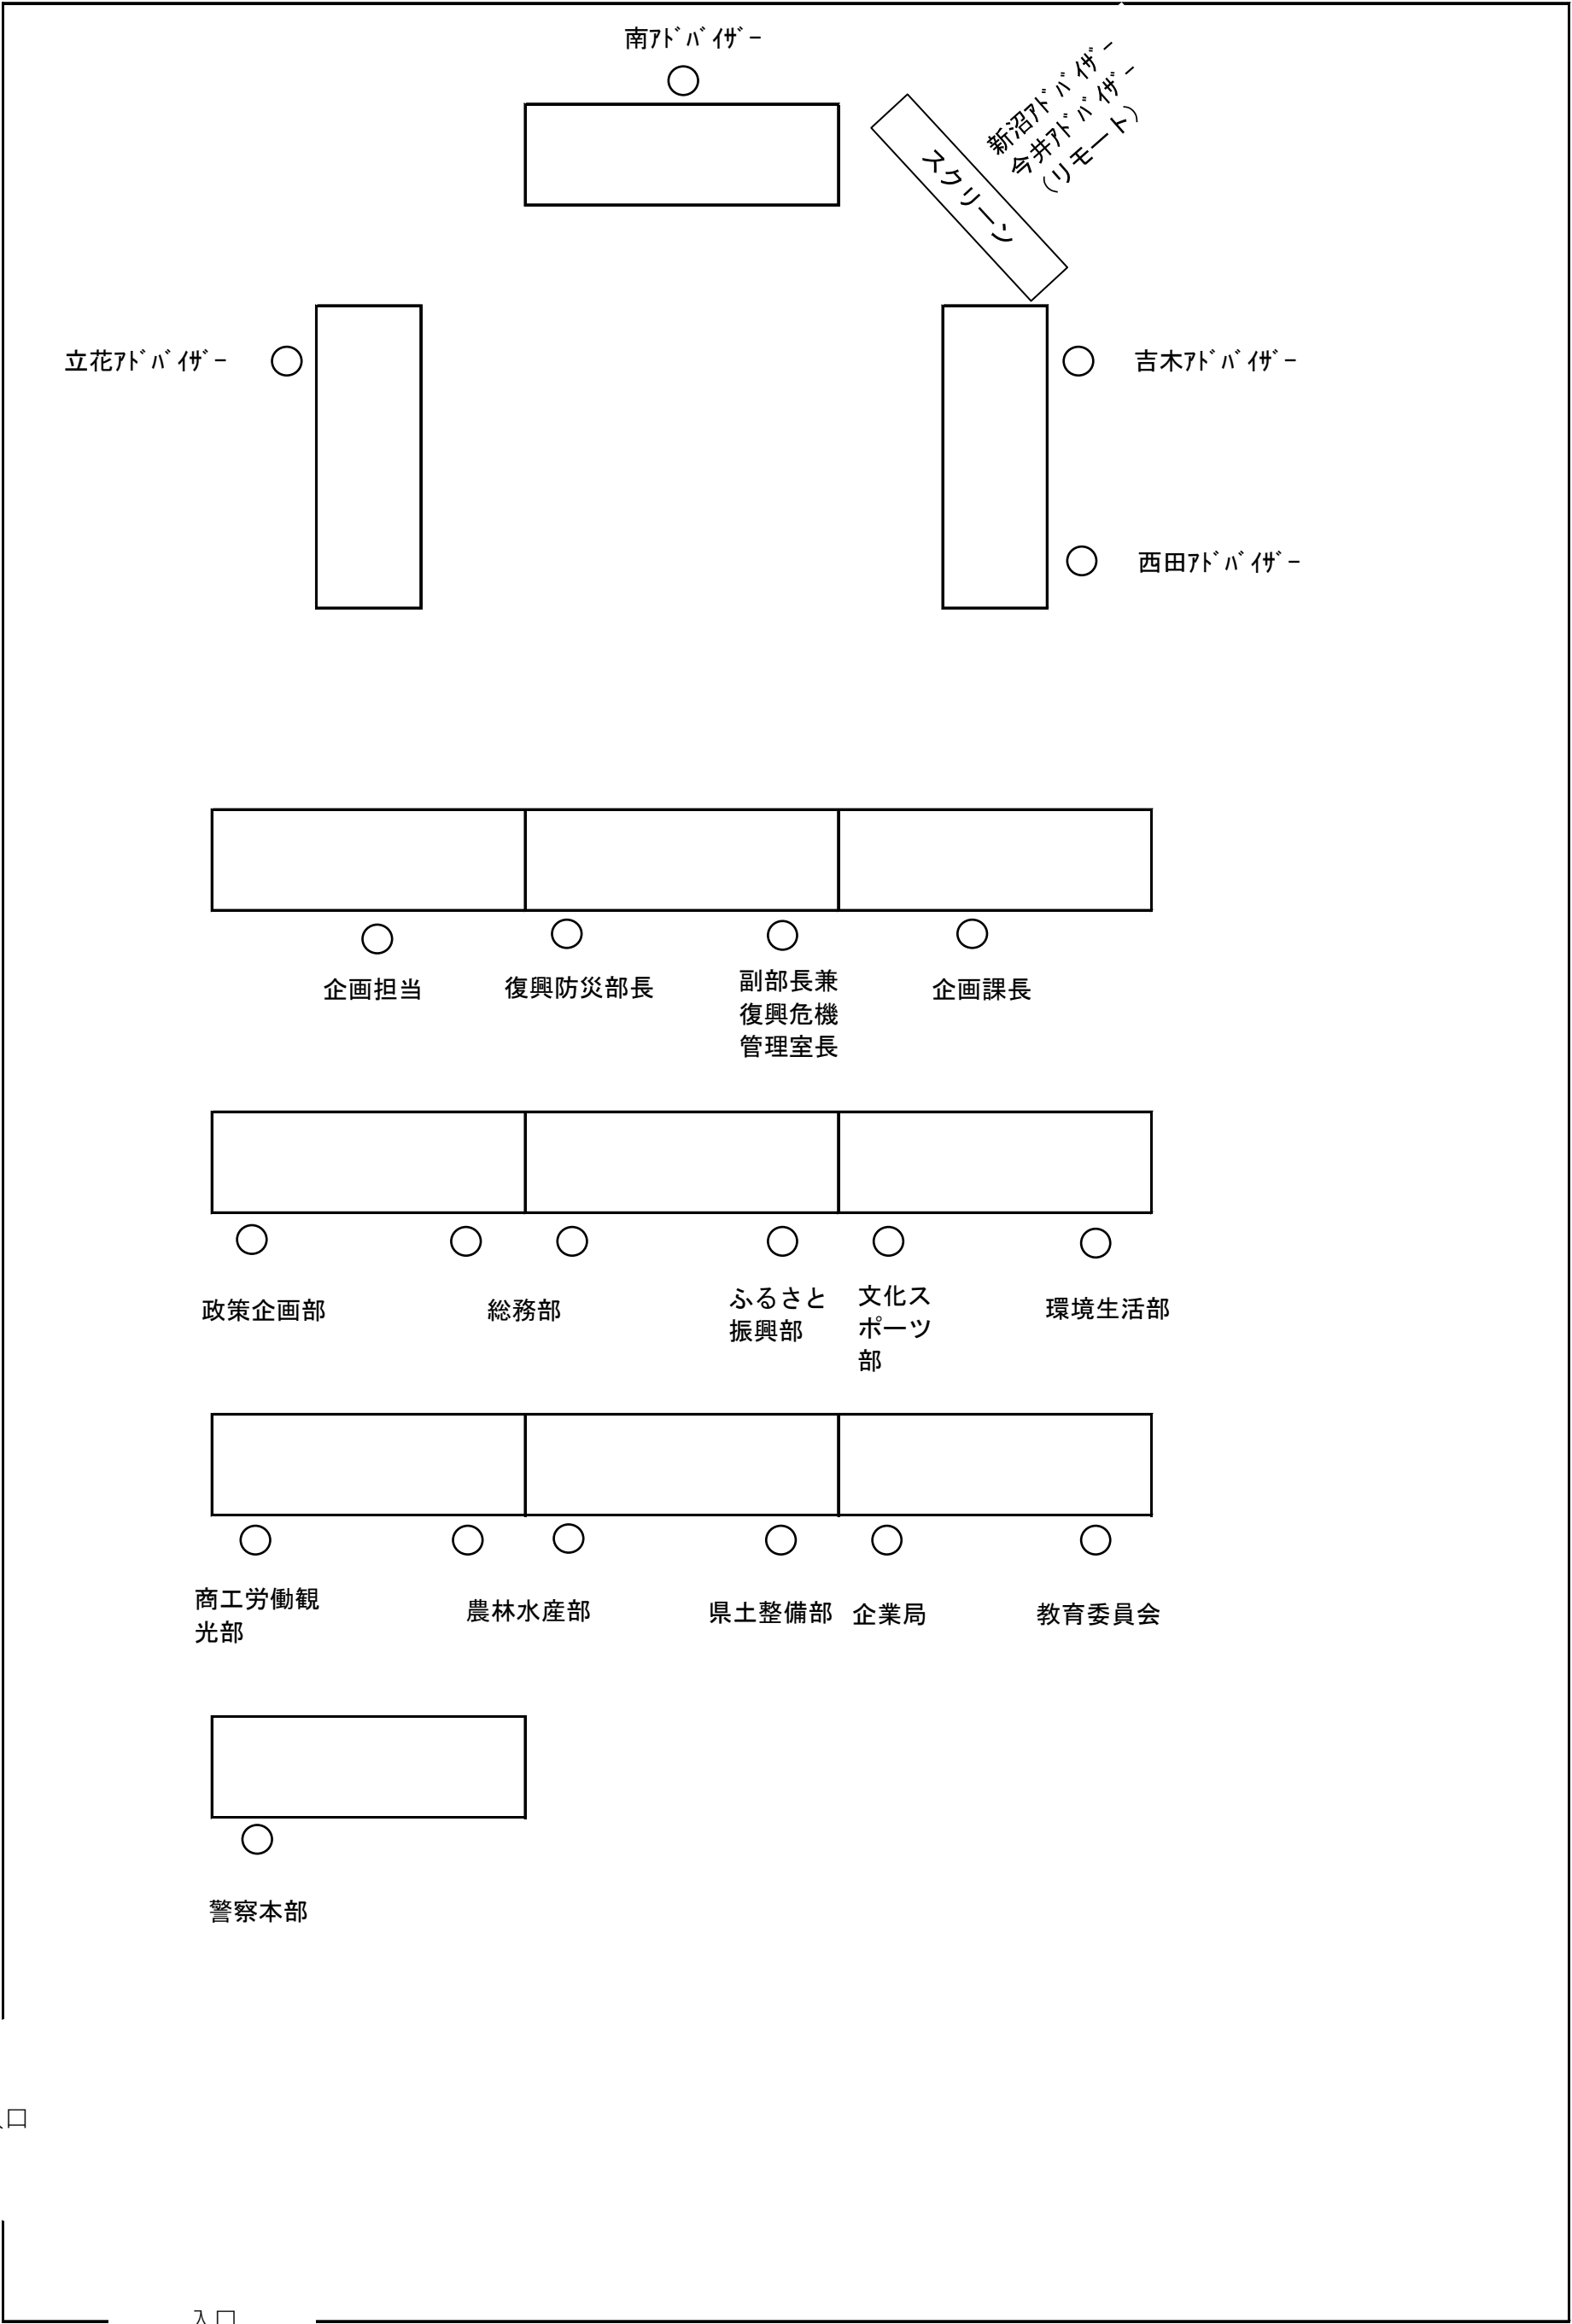 南ｱﾄﾞﾊﾞｲｻﾞｰ
新沼ｱﾄﾞﾊﾞｲｻﾞｰ
今井ｱﾄﾞﾊﾞｲｻﾞｰ
（リモート）
スクリーン
立花ｱﾄﾞﾊﾞｲｻﾞｰ
吉木ｱﾄﾞﾊﾞｲｻﾞｰ
西田ｱﾄﾞﾊﾞｲｻﾞｰ
企画担当
復興防災部長
副部長兼
復興危機
管理室長
企画課長
政策企画部
総務部
ふるさと
振興部
文化ス
ポーツ
部
環境生活部
商工労働観
光部
農林水産部
県土整備部
企業局
教育委員会
警察本部
入口
入口